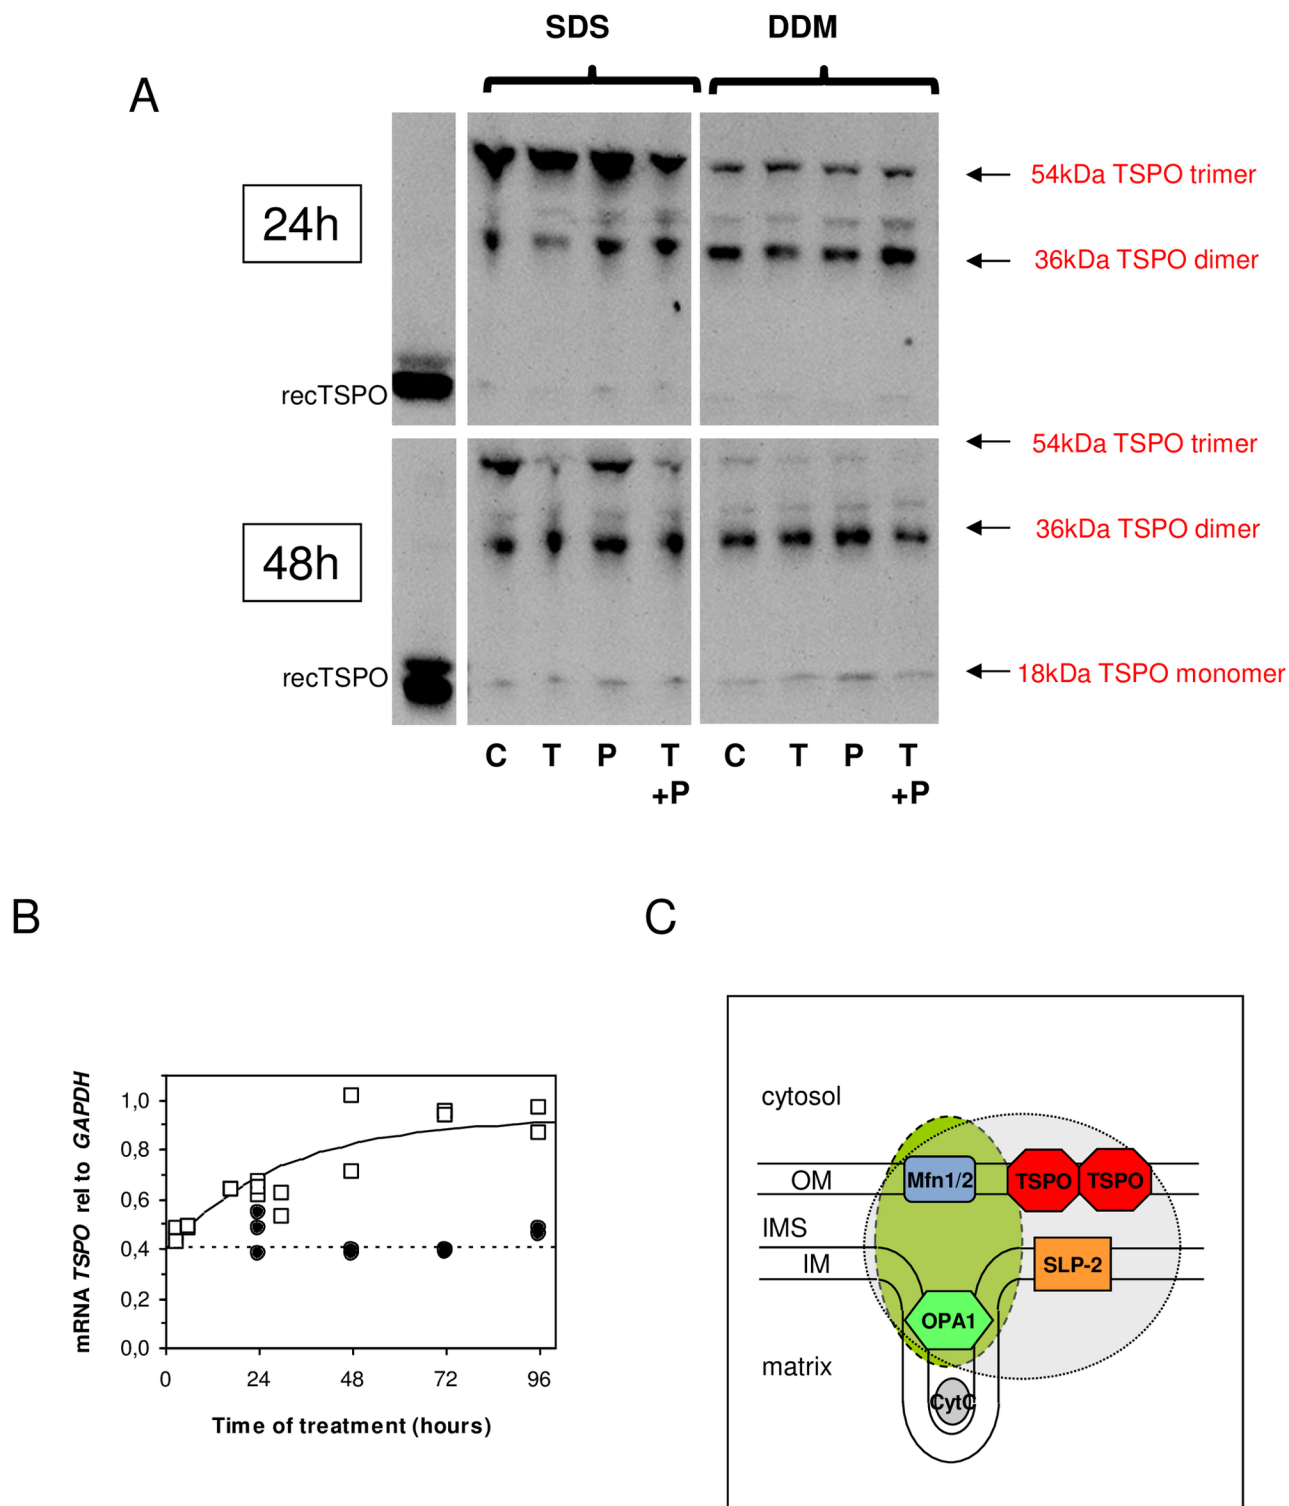 SDS DDM
A
54kDa TSPO trimer
24h
36kDa TSPO dimer
recTSPO
54kDa TSPO trimer
36kDa TSPO dimer
48h
recTSPO
18kDa TSPO monomer
C T P T C T P T
+P +P
B
C
mRNA TSPO rel to GAPDH
1,0
0,8
0,6
0,4
0,2
0,0
0 24 48 72 96
Time of treatment (hours)
cytosol
OM Mfn1/2 TSPO TSPO
IMS
IM SLP-2
OPA1
matrix
CytC